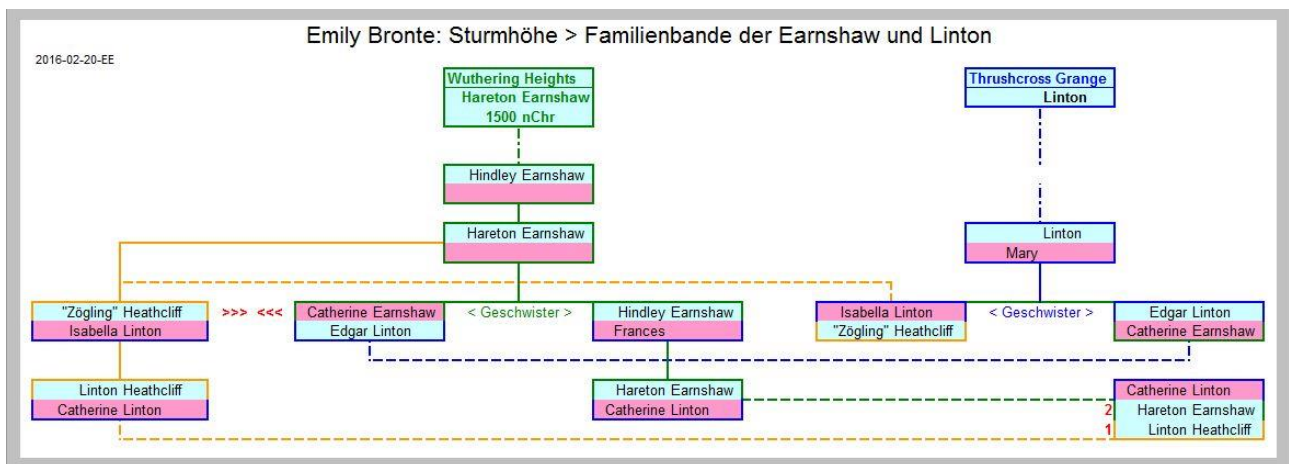 Emily Bronte: Sturmhöhe > Familienbande der Earnshaw und Linton
2016-02-20-EE
Wuthering Heights
Hareton Earnshaw
1500 nChr
Thrushcross Grange
Linton
Hindley Earnshaw
Hareton Earnshaw
Linton
Mary
"Zögling" Heathcliff
Isabella Linton
>>> <<<
Catherine Earnshaw
Edgar Linton
< Geschwister >
Hindley Earnshaw
Frances
Isabella Linton
"Zögling" Heathcliff
< Geschwister >
Edgar Linton
Catherine Earnshaw
Linton Heathcliff
Catherine Linton
Hareton Earnshaw
Catherine Linton
Catherine Linton
2 Hareton Earnshaw
1 Linton Heathcliff